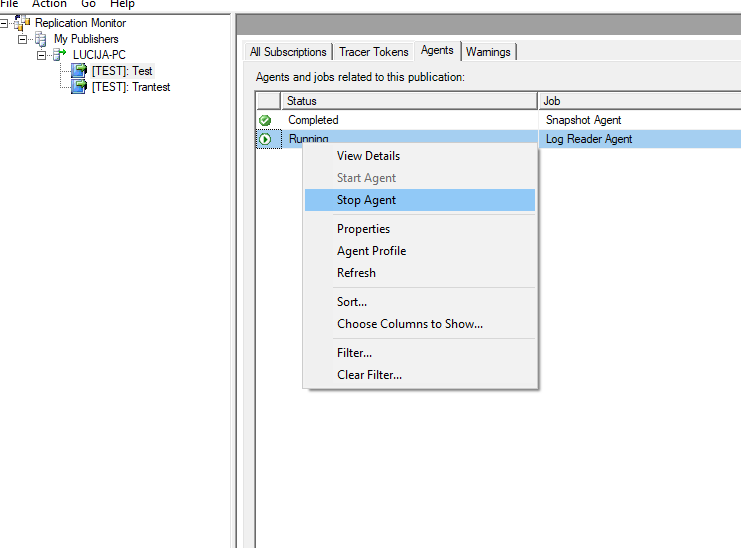 File Action Go Help
Replication Monitor
My Publishers
LUCIJA-PC
[TEST]: Test
[TEST]: Trantest
All Subscriptions Tracer Tokens Agents Warnings
Agents and jobs related to this publication:
Status Job
Completed Snapshot Agent
Running Log Reader Agent
View Details
Start Agent
Stop Agent
Properties
Agent Profile
Refresh
Sort...
Choose Columns to Show...
Filter...
Clear Filter...